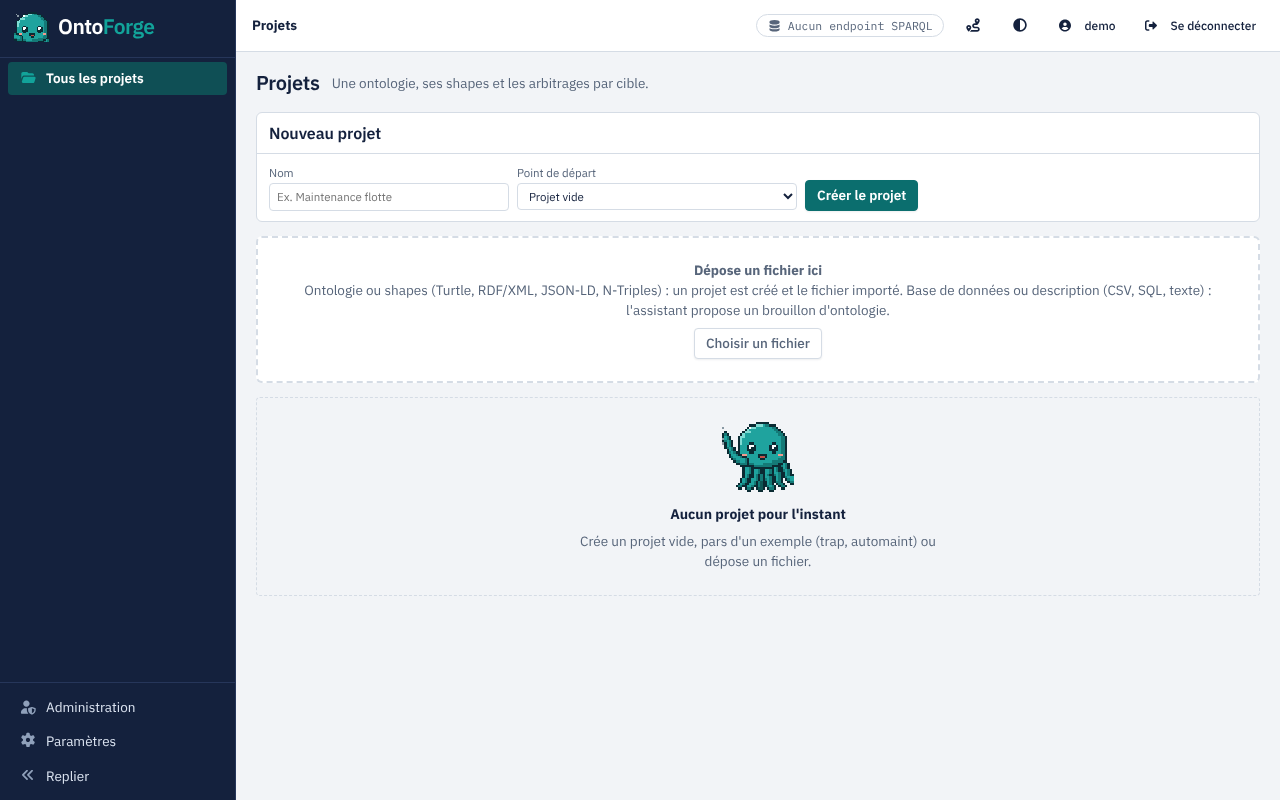 OntoForge
Projets
Aucun endpoint SPARQL
demo
Se déconnecter
Tous les projets
Projets
Une ontologie, ses shapes et les arbitrages par cible.
Nouveau projet
Nom
Point de départ
Ex. Maintenance flotte
Projet vide
Créer le projet
Dépose un fichier ici
Ontologie ou shapes (Turtle, RDF/XML, JSON-LD, N-Triples) : un projet est créé et le fichier importé. Base de données ou description (CSV, SQL, texte) :
l'assistant propose un brouillon d'ontologie.
Choisir un fichier
Aucun projet pour l'instant
Crée un projet vide, pars d'un exemple (trap, automaint) ou
dépose un fichier.
Administration
Paramètres
Replier